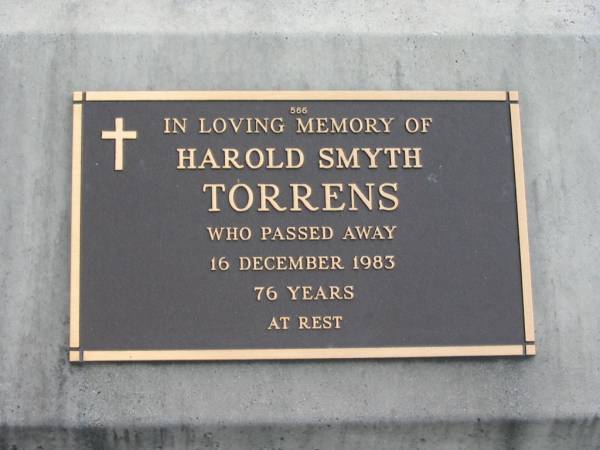 566
IN LOVING MEMORY OF
HAROLD SMYTH
TORRENS
WHO PASSED AWAY
16 DECEMBER 1983
76 YEARS
AT REST